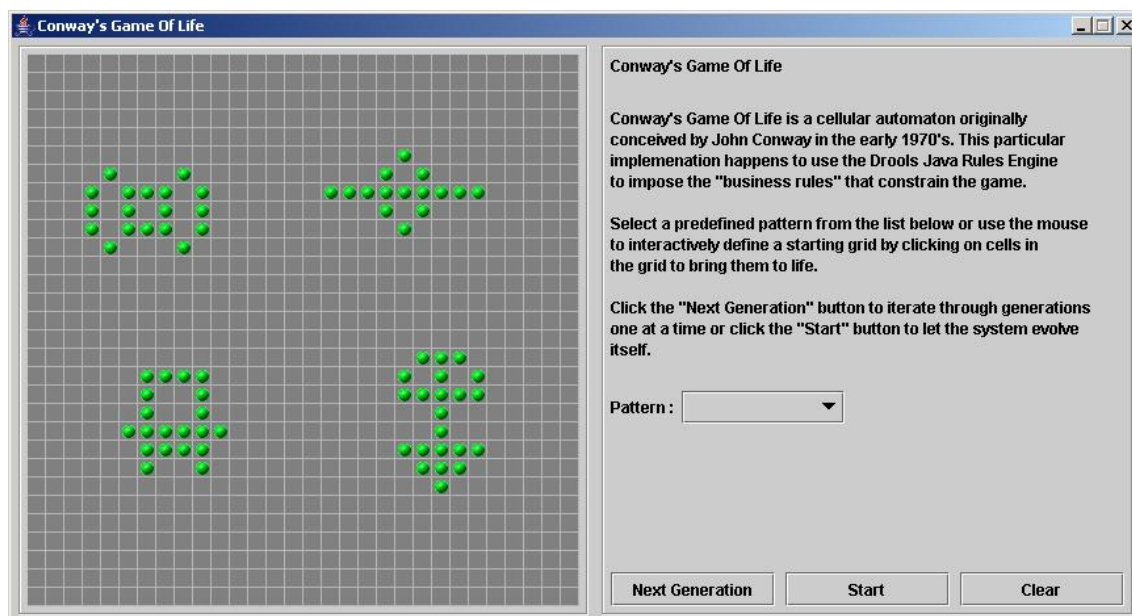 Conway's Game Of Life
Conway's Game Of Life
Conway's Game Of Life is a cellular automaton originally
conceived by John Conway in the early 1970's. This particular
implemenation happens to use the Drools Java Rules Engine
to impose the "business rules" that constrain the game.
Select a predefined pattern from the list below or use the mouse
to interactively define a starting grid by clicking on cells in
the grid to bring them to life.
Click the "Next Generation" button to iterate through generations
one at a time or click the "Start" button to let the system evolve
itself.
Pattern :
Next Generation Start Clear